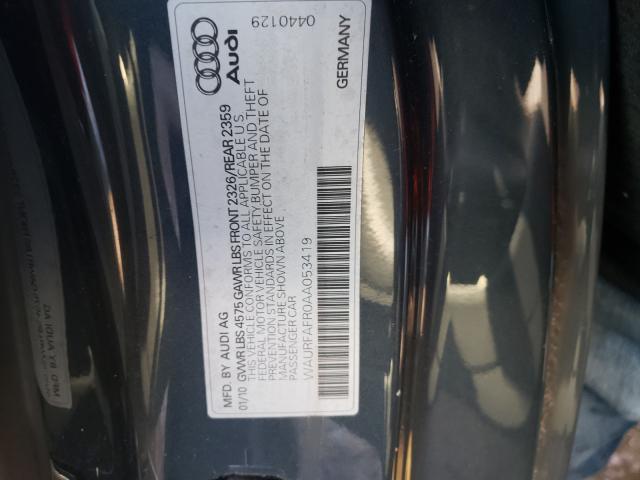 MFD. BY AUDI AG
Audi
0440129
01/10 GVWR LBS 4575 GAWR LBS FRONT 2326/REAR 2359
THIS VEHICLE CONFORMS TO ALL APPLICABLE U.S.
FEDERAL MOTOR VEHICLE SAFETY BUMPER AND THEFT
PREVENTION STANDARDS IN EFFECT ON THE DATE OF
MANUFACTURE SHOWN ABOVE
PASSENGER CAR
GERMANY
WAURFAFR0AA053419